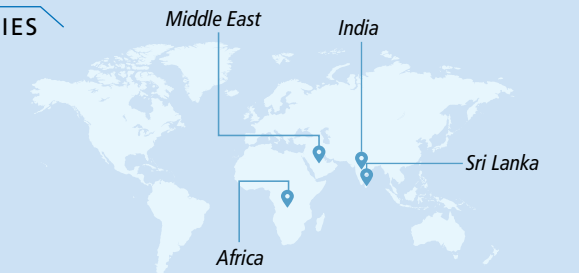 IES
Middle East
India
Sri Lanka
Africa